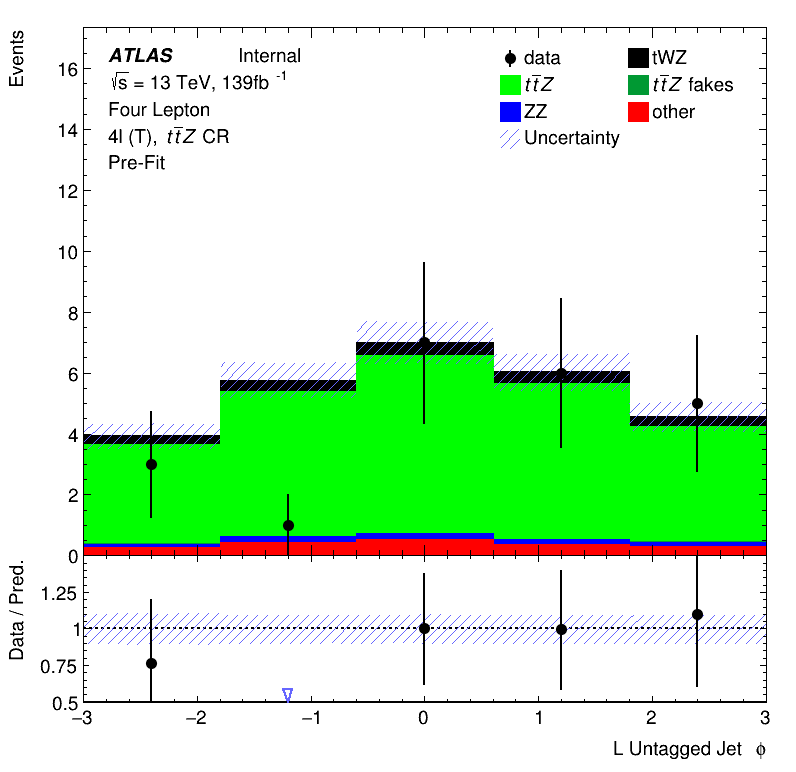 Events
ATLAS Internal
√s = 13 TeV, 139fb⁻¹
Four Lepton
4l (T), tt̅Z CR
Pre-Fit
data
tWZ
tt̅Z
tt̅Z fakes
ZZ
other
Uncertainty
16
14
12
10
8
6
4
2
0
Data / Pred.
1.25
1
0.75
0.5
−3 −2 −1 0 1 2 3
L Untagged Jet ϕ